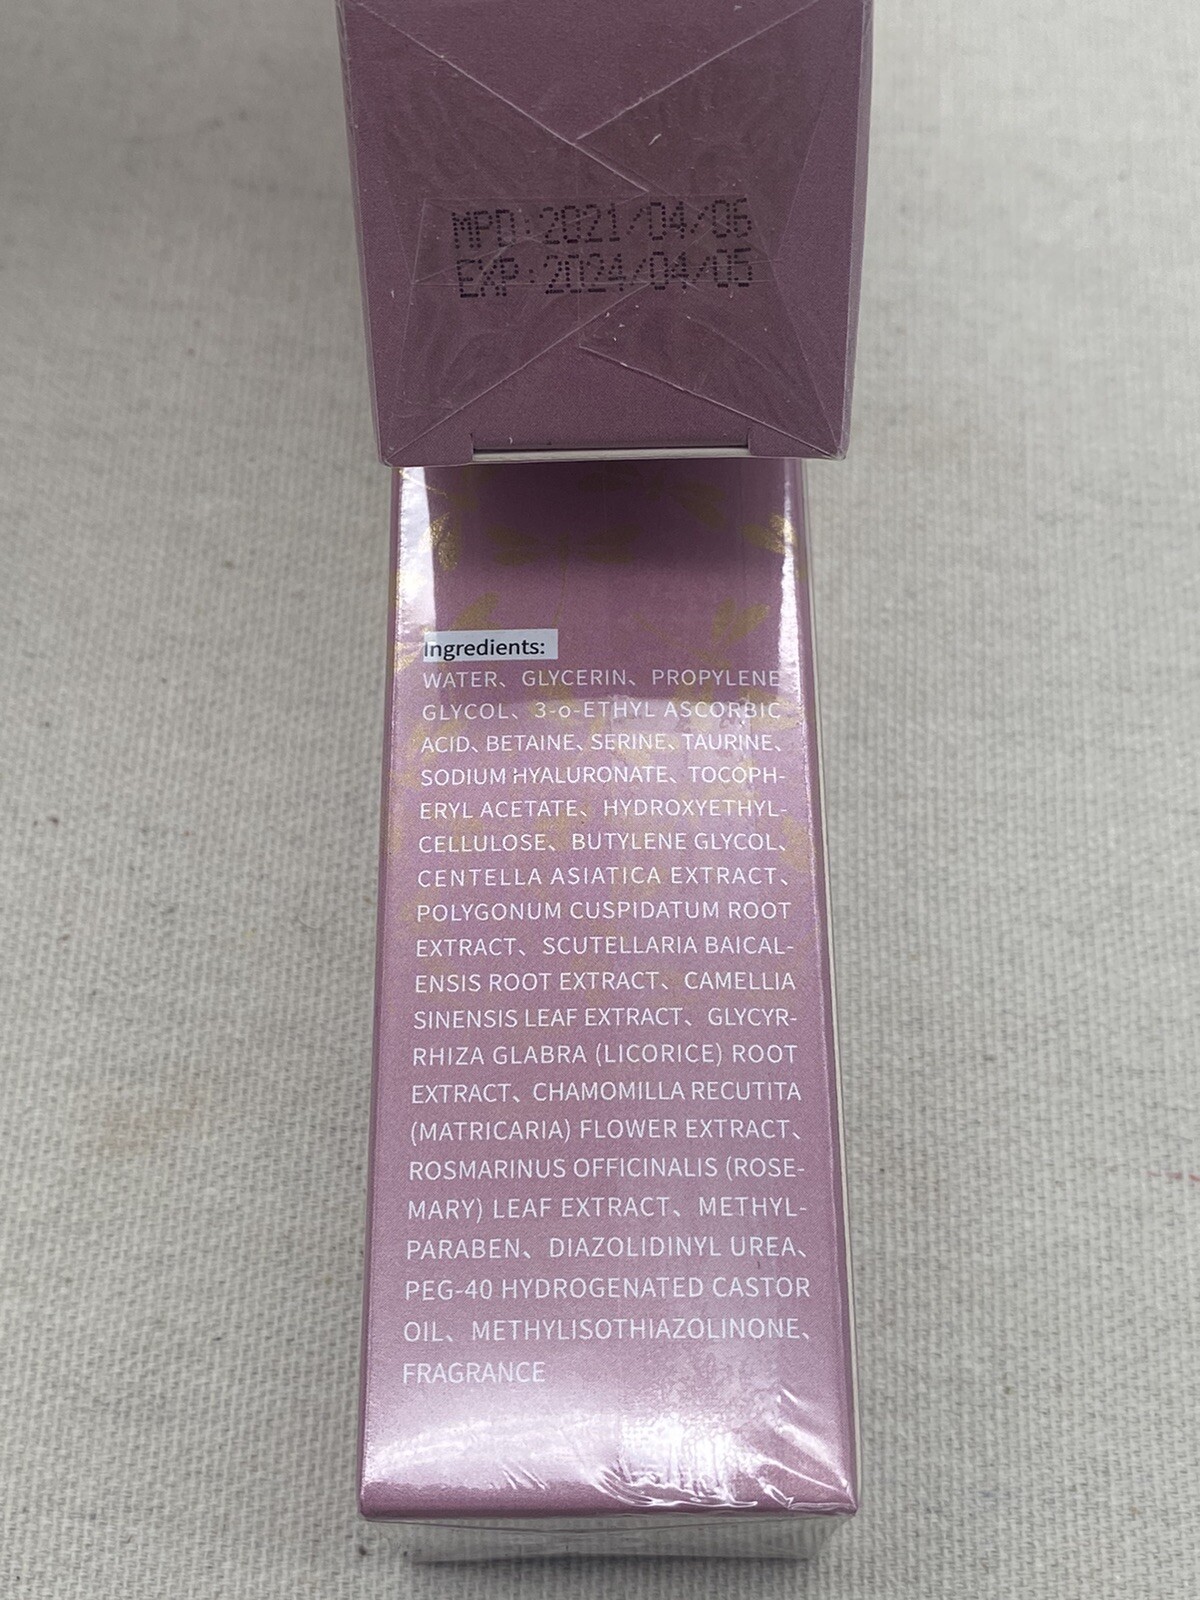 MPD:2021/04/06
EXP:2024/04/05
Ingredients:
WATER、GLYCERIN、PROPYLENE
GLYCOL、3-o-ETHYL ASCORBIC
ACID、BETAINE、SERINE、TAURINE、
SODIUM HYALURONATE、TOCOPH-
ERYL ACETATE、HYDROXYETHYL-
CELLULOSE、BUTYLENE GLYCOL、
CENTELLA ASIATICA EXTRACT、
POLYGONUM CUSPIDATUM ROOT
EXTRACT、SCUTELLARIA BAICAL-
ENSIS ROOT EXTRACT、CAMELLIA
SINENSIS LEAF EXTRACT、GLYCYR-
RHIZA GLABRA (LICORICE) ROOT
EXTRACT、CHAMOMILLA RECUTITA
(MATRICARIA) FLOWER EXTRACT、
ROSMARINUS OFFICINALIS (ROSE-
MARY) LEAF EXTRACT、METHYL-
PARABEN、DIAZOLIDINYL UREA、
PEG-40 HYDROGENATED CASTOR
OIL、METHYLISOTHIAZOLINONE、
FRAGRANCE